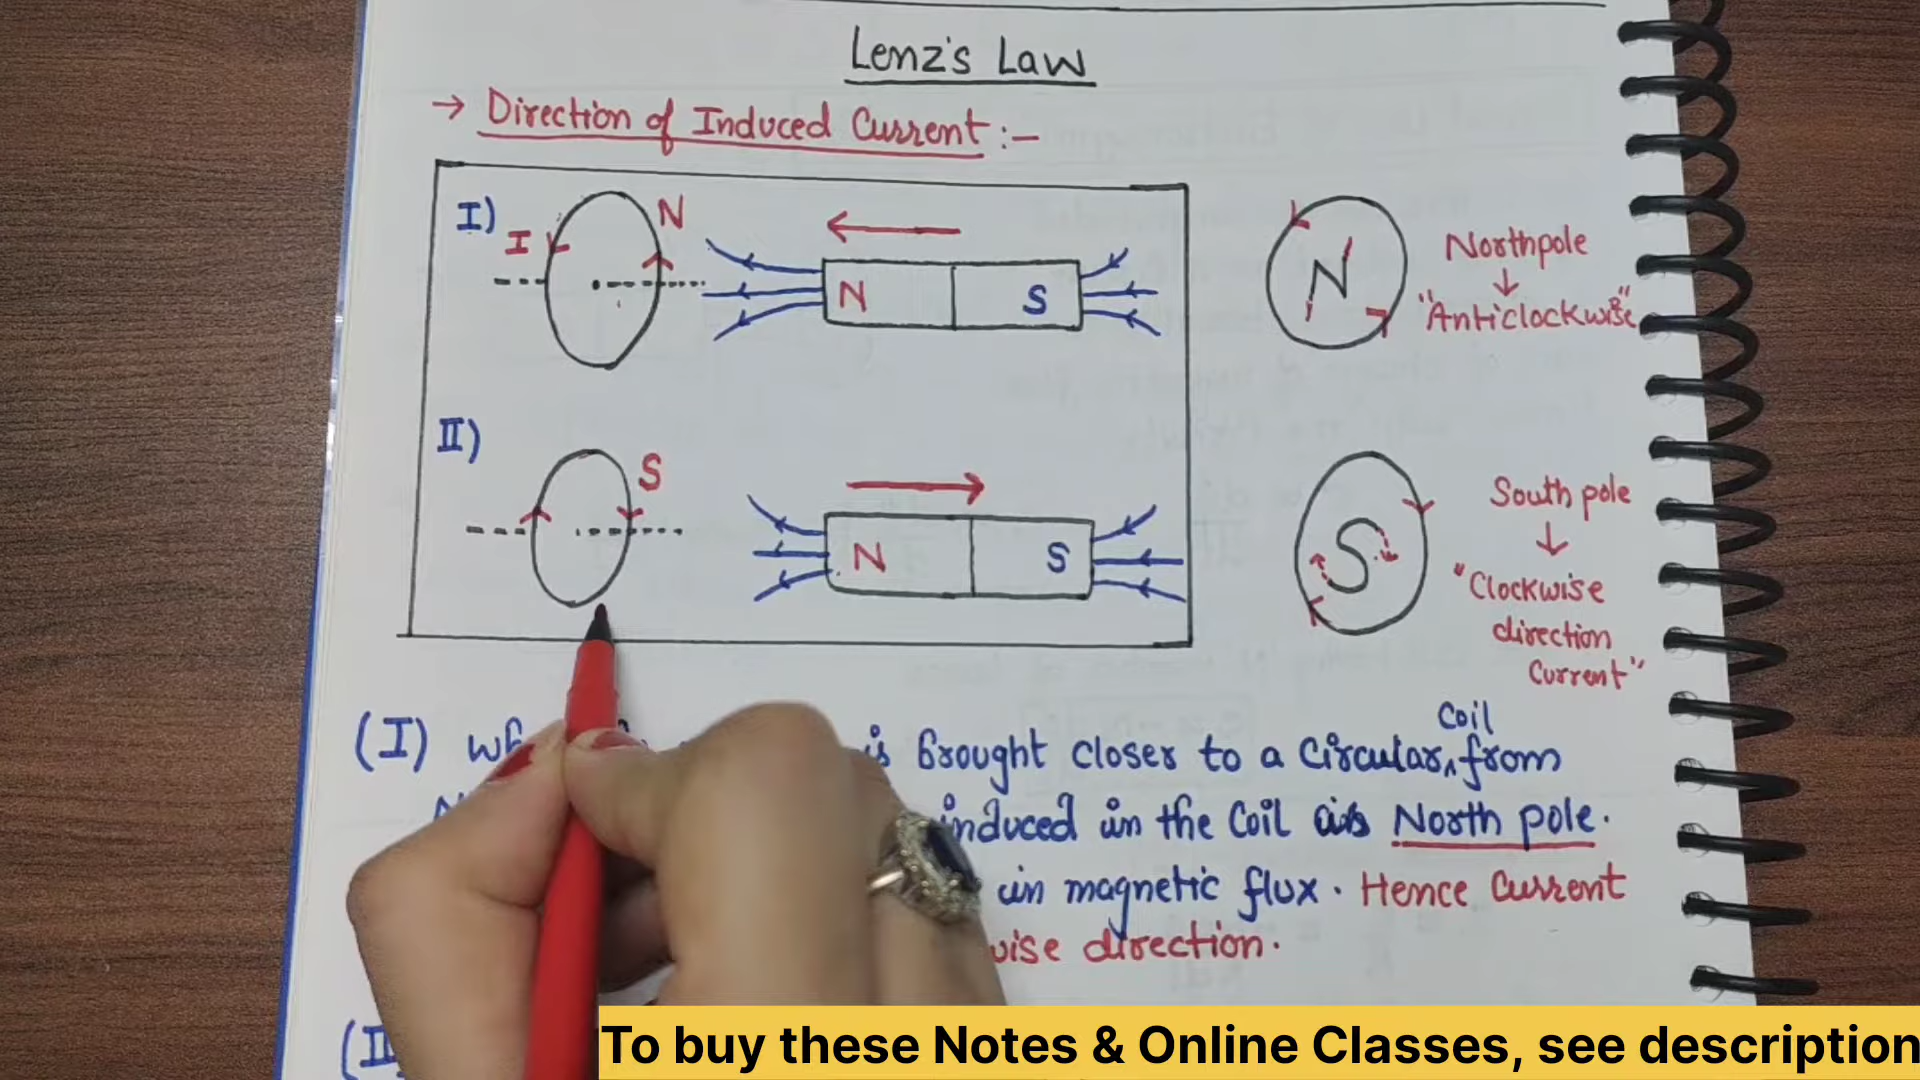 Lenz's Law
→ Direction of Induced Current :-
I) I N
N S
N
Northpole
↓
"Anticlockwise"
II) S
N S
S
South pole
↓
"Clockwise
direction
Current"
Coil
(I) is brought closer to a Circular ^ from
induced in the Coil is North pole.
in magnetic flux. Hence Current
direction.
To buy these Notes & Online Classes, see description